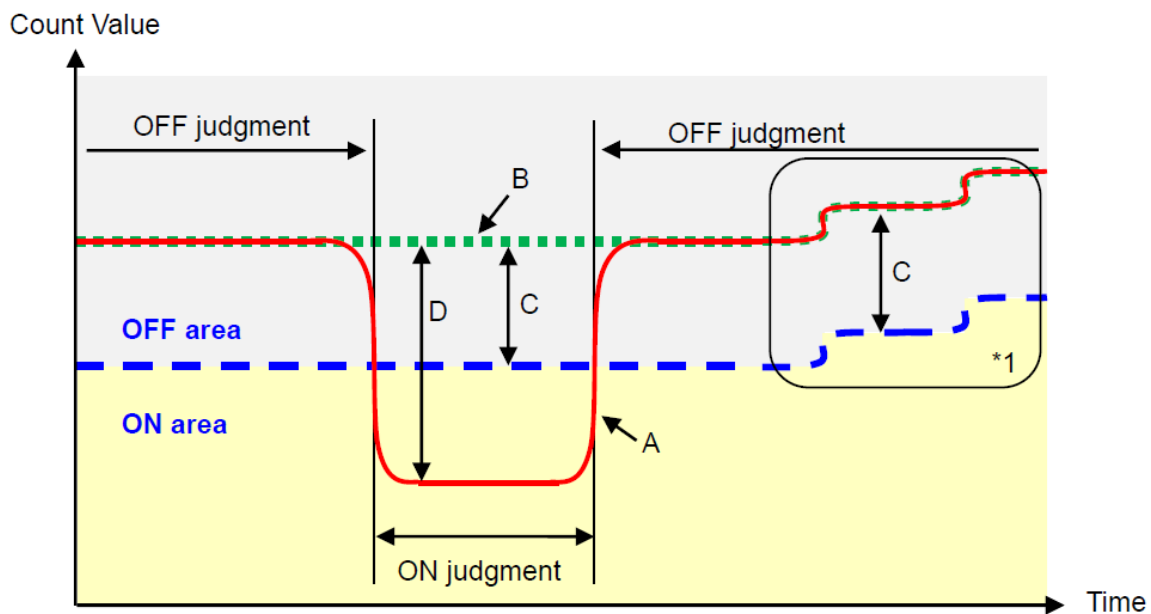 Count Value
OFF judgment
OFF judgment
B
D
C
C
OFF area
*1
ON area
A
ON judgment
Time